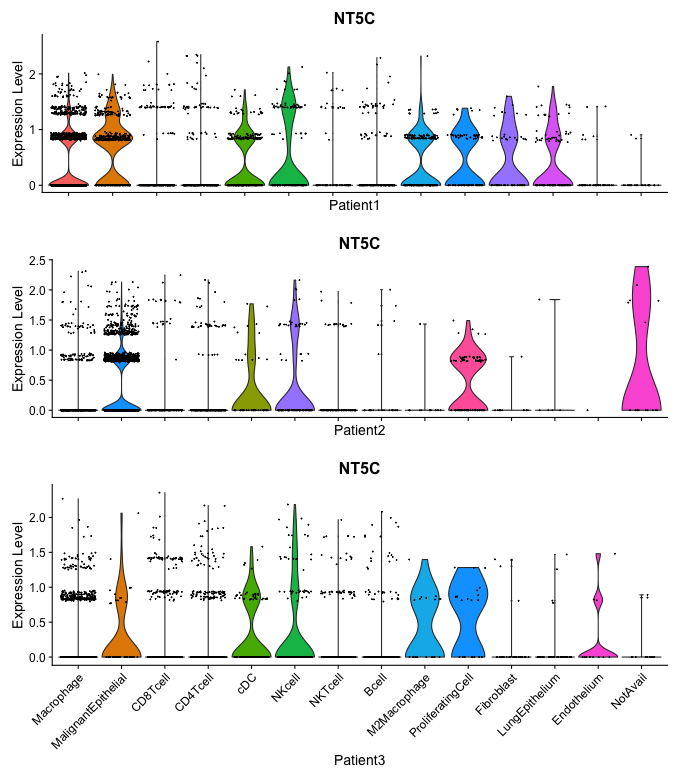 NT5C
Expression Level
2
1
0
Patient1
NT5C
Expression Level
2.5
2.0
1.5
1.0
0.5
0.0
Patient2
NT5C
Expression Level
2.0
1.5
1.0
0.5
0.0
Macrophage
MalignantEpithelial
CD8Tcell
CD4Tcell
cDC
NKcell
NKTcell
Bcell
M2Macrophage
ProliferatingCell
Fibroblast
LungEpithelium
Endothelium
NotAvail
Patient3